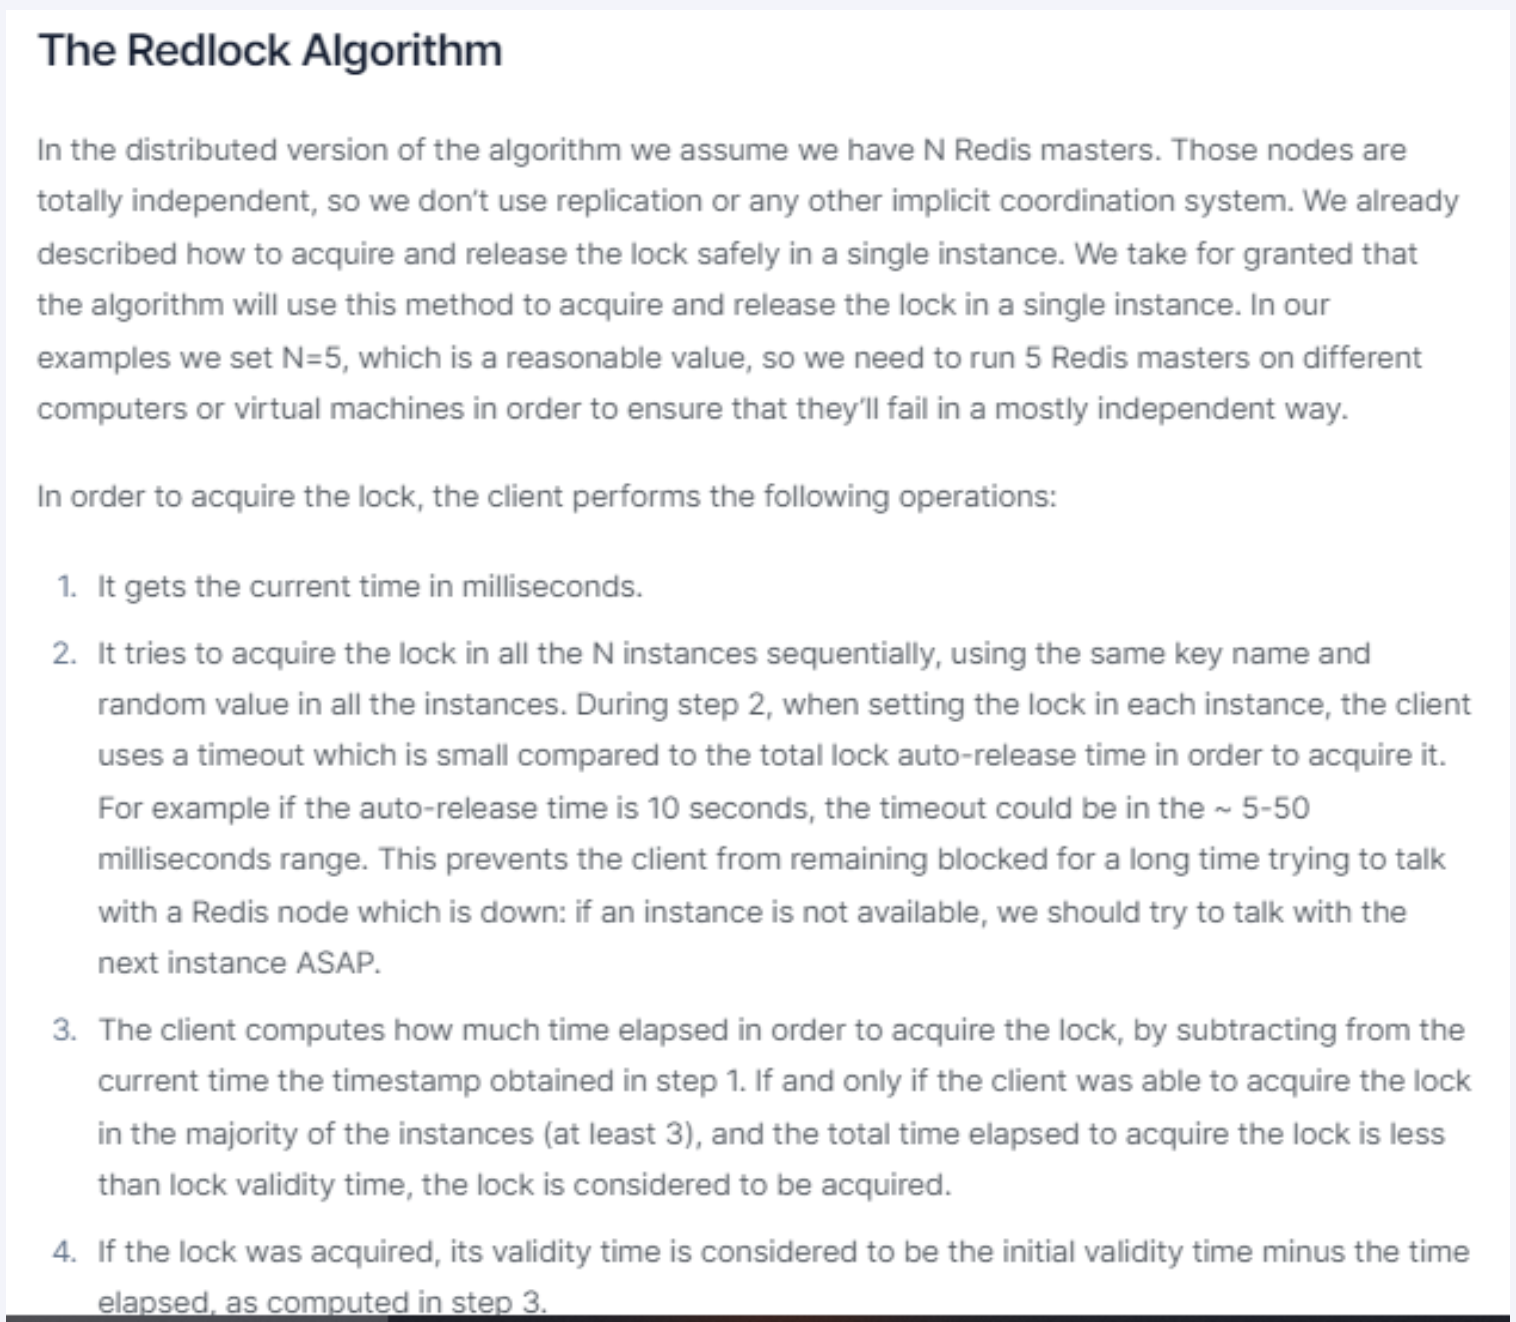 The Redlock Algorithm
In the distributed version of the algorithm we assume we have N Redis masters. Those nodes are
totally independent, so we don't use replication or any other implicit coordination system. We already
described how to acquire and release the lock safely in a single instance. We take for granted that
the algorithm will use this method to acquire and release the lock in a single instance. In our
examples we set N=5, which is a reasonable value, so we need to run 5 Redis masters on different
computers or virtual machines in order to ensure that they'll fail in a mostly independent way.
In order to acquire the lock, the client performs the following operations:
1. It gets the current time in milliseconds.
2. It tries to acquire the lock in all the N instances sequentially, using the same key name and
random value in all the instances. During step 2, when setting the lock in each instance, the client
uses a timeout which is small compared to the total lock auto-release time in order to acquire it.
For example if the auto-release time is 10 seconds, the timeout could be in the ~ 5-50
milliseconds range. This prevents the client from remaining blocked for a long time trying to talk
with a Redis node which is down: if an instance is not available, we should try to talk with the
next instance ASAP.
3. The client computes how much time elapsed in order to acquire the lock, by subtracting from the
current time the timestamp obtained in step 1. If and only if the client was able to acquire the lock
in the majority of the instances (at least 3), and the total time elapsed to acquire the lock is less
than lock validity time, the lock is considered to be acquired.
4. If the lock was acquired, its validity time is considered to be the initial validity time minus the time
elapsed, as computed in step 3.